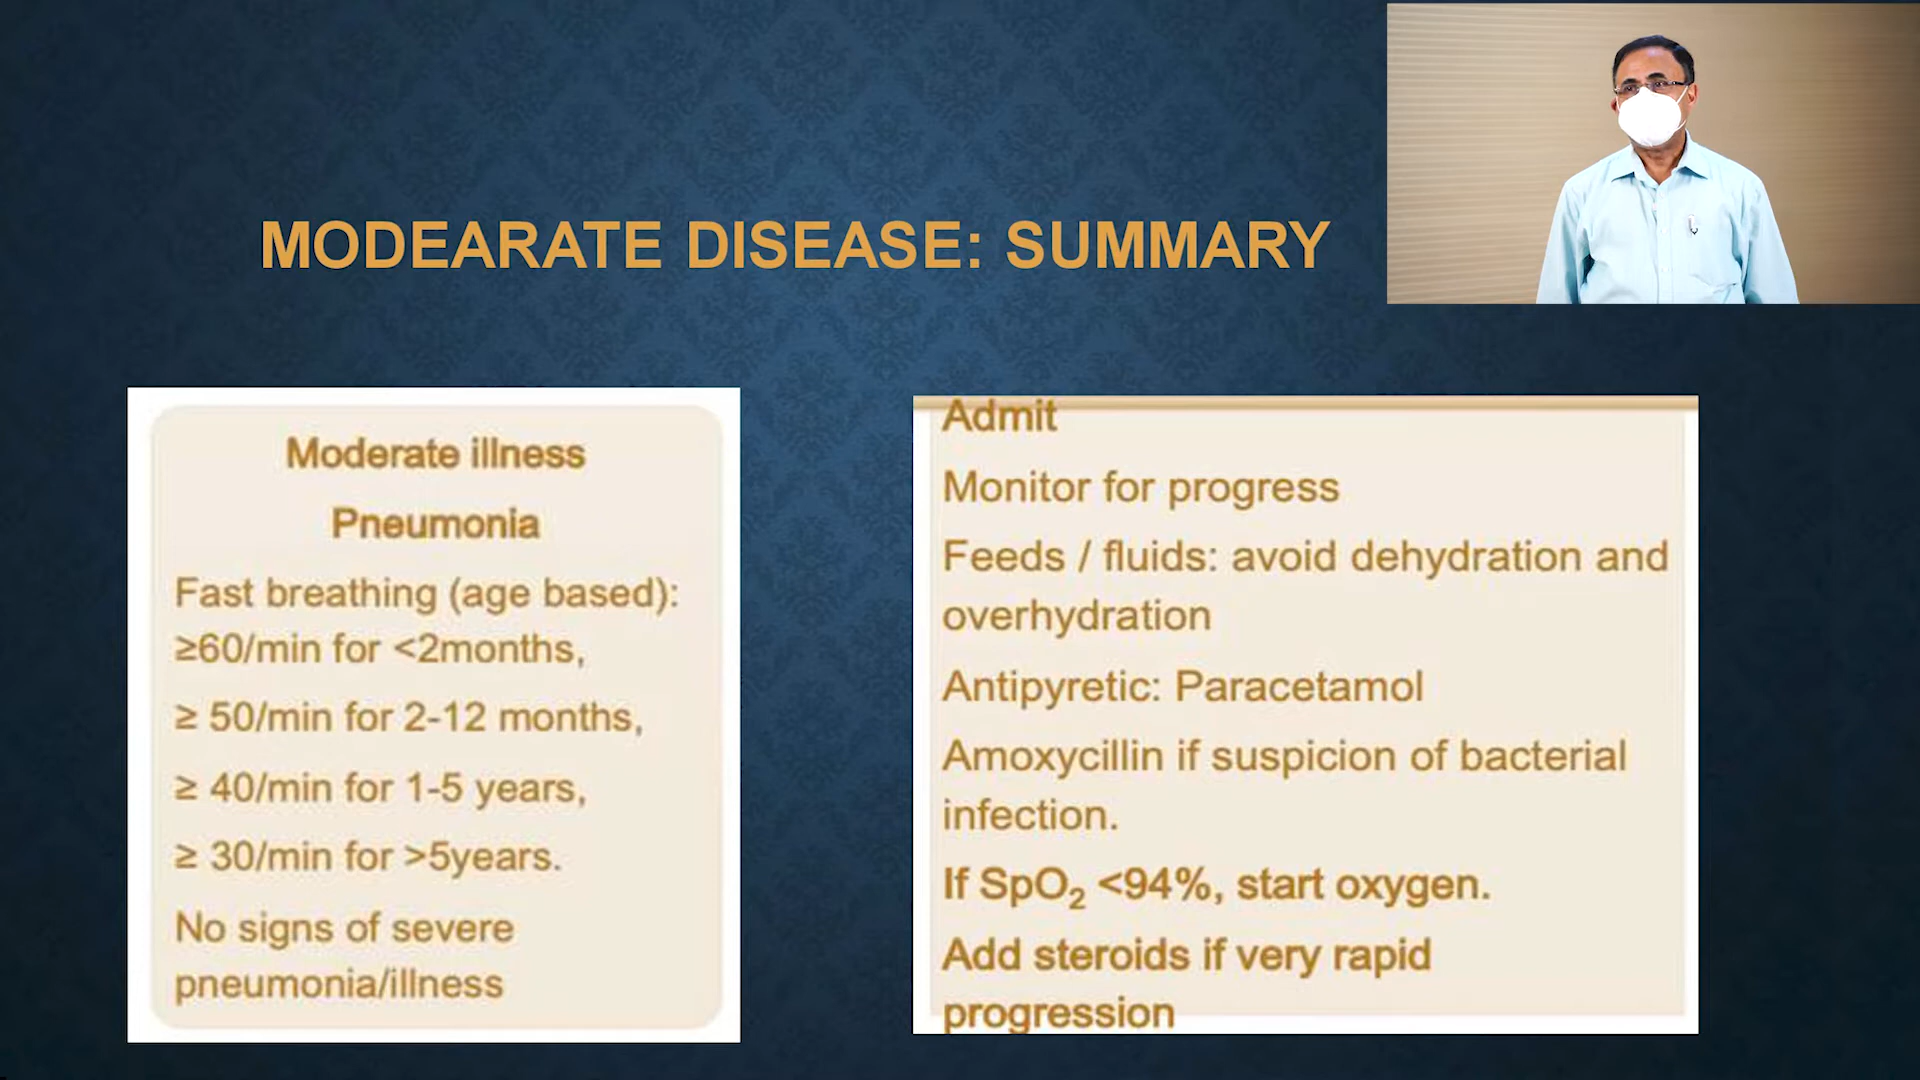 MODEARATE DISEASE: SUMMARY
Moderate illness
Pneumonia
Fast breathing (age based):
≥60/min for <2months,
≥ 50/min for 2-12 months,
≥ 40/min for 1-5 years,
≥ 30/min for >5years.
No signs of severe
pneumonia/illness
Admit
Monitor for progress
Feeds / fluids: avoid dehydration and
overhydration
Antipyretic: Paracetamol
Amoxycillin if suspicion of bacterial
infection.
If SpO₂ <94%, start oxygen.
Add steroids if very rapid
progression